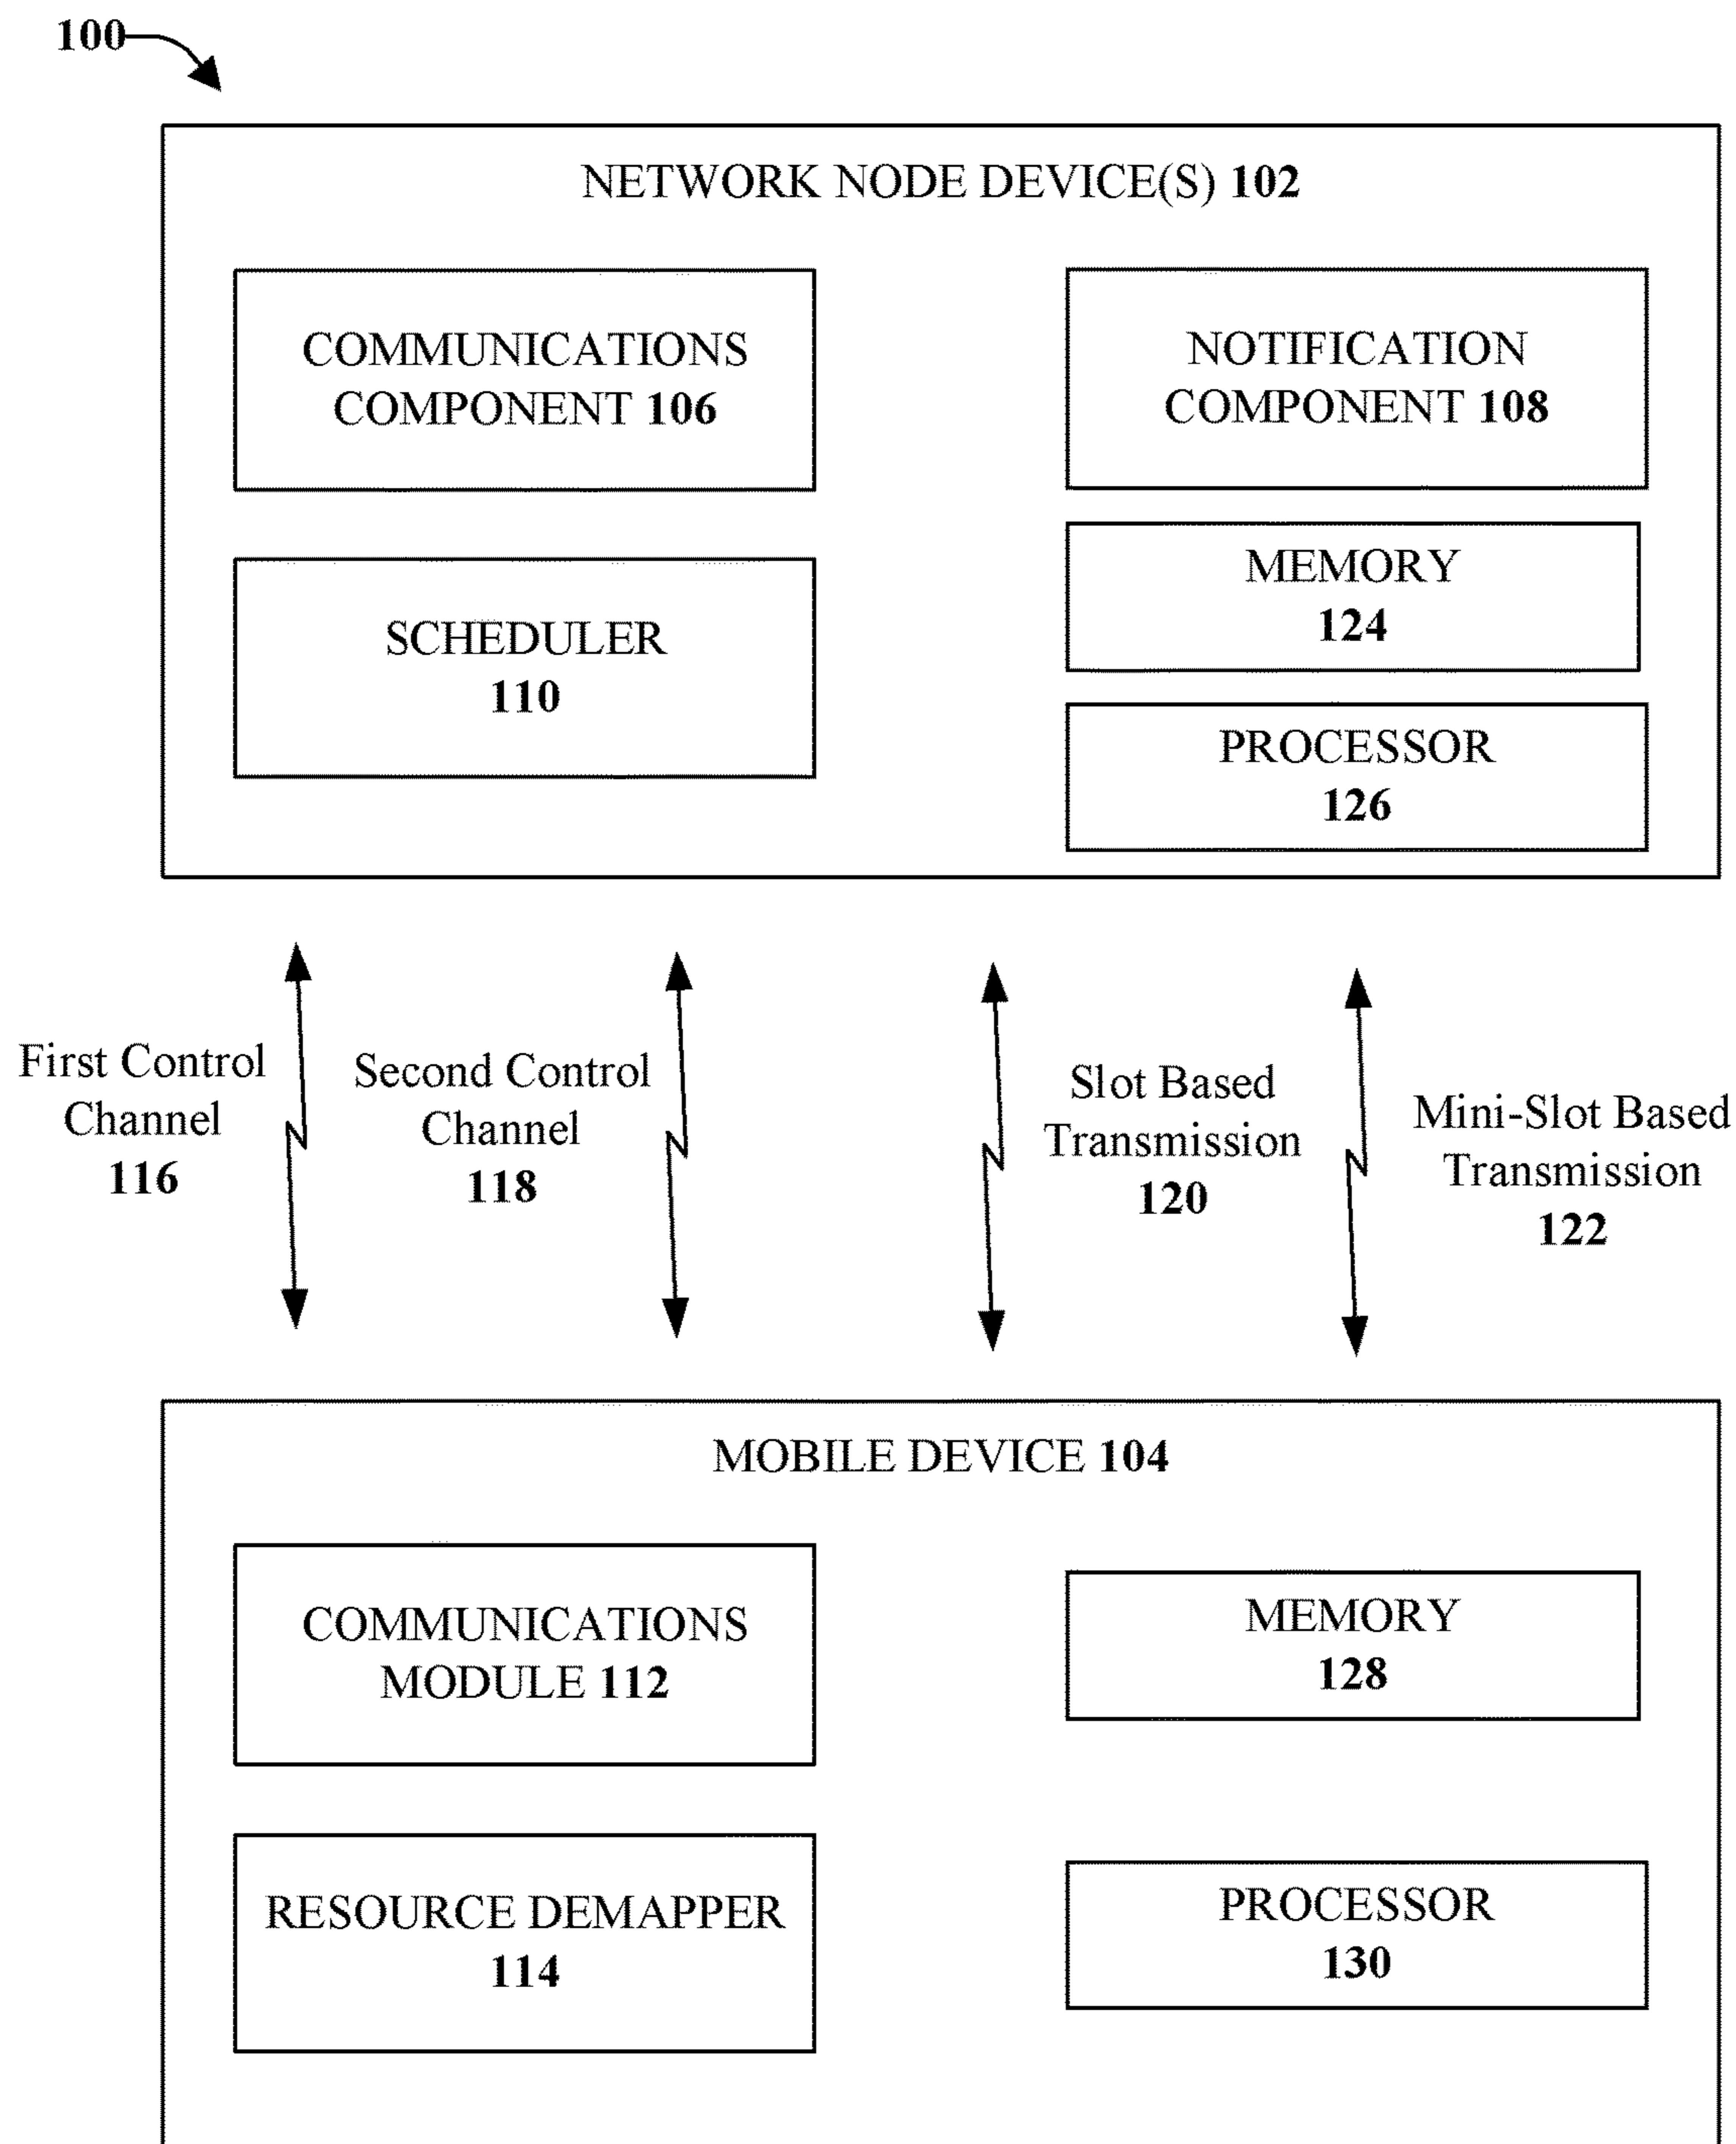 100
NETWORK NODE DEVICE(S) 102
COMMUNICATIONS
COMPONENT 106
NOTIFICATION
COMPONENT 108
SCHEDULER
110
MEMORY
124
PROCESSOR
126
First Control
Channel
116
Second Control
Channel
118
Slot Based
Transmission
120
Mini-Slot Based
Transmission
122
MOBILE DEVICE 104
COMMUNICATIONS
MODULE 112
MEMORY
128
RESOURCE DEMAPPER
114
PROCESSOR
130